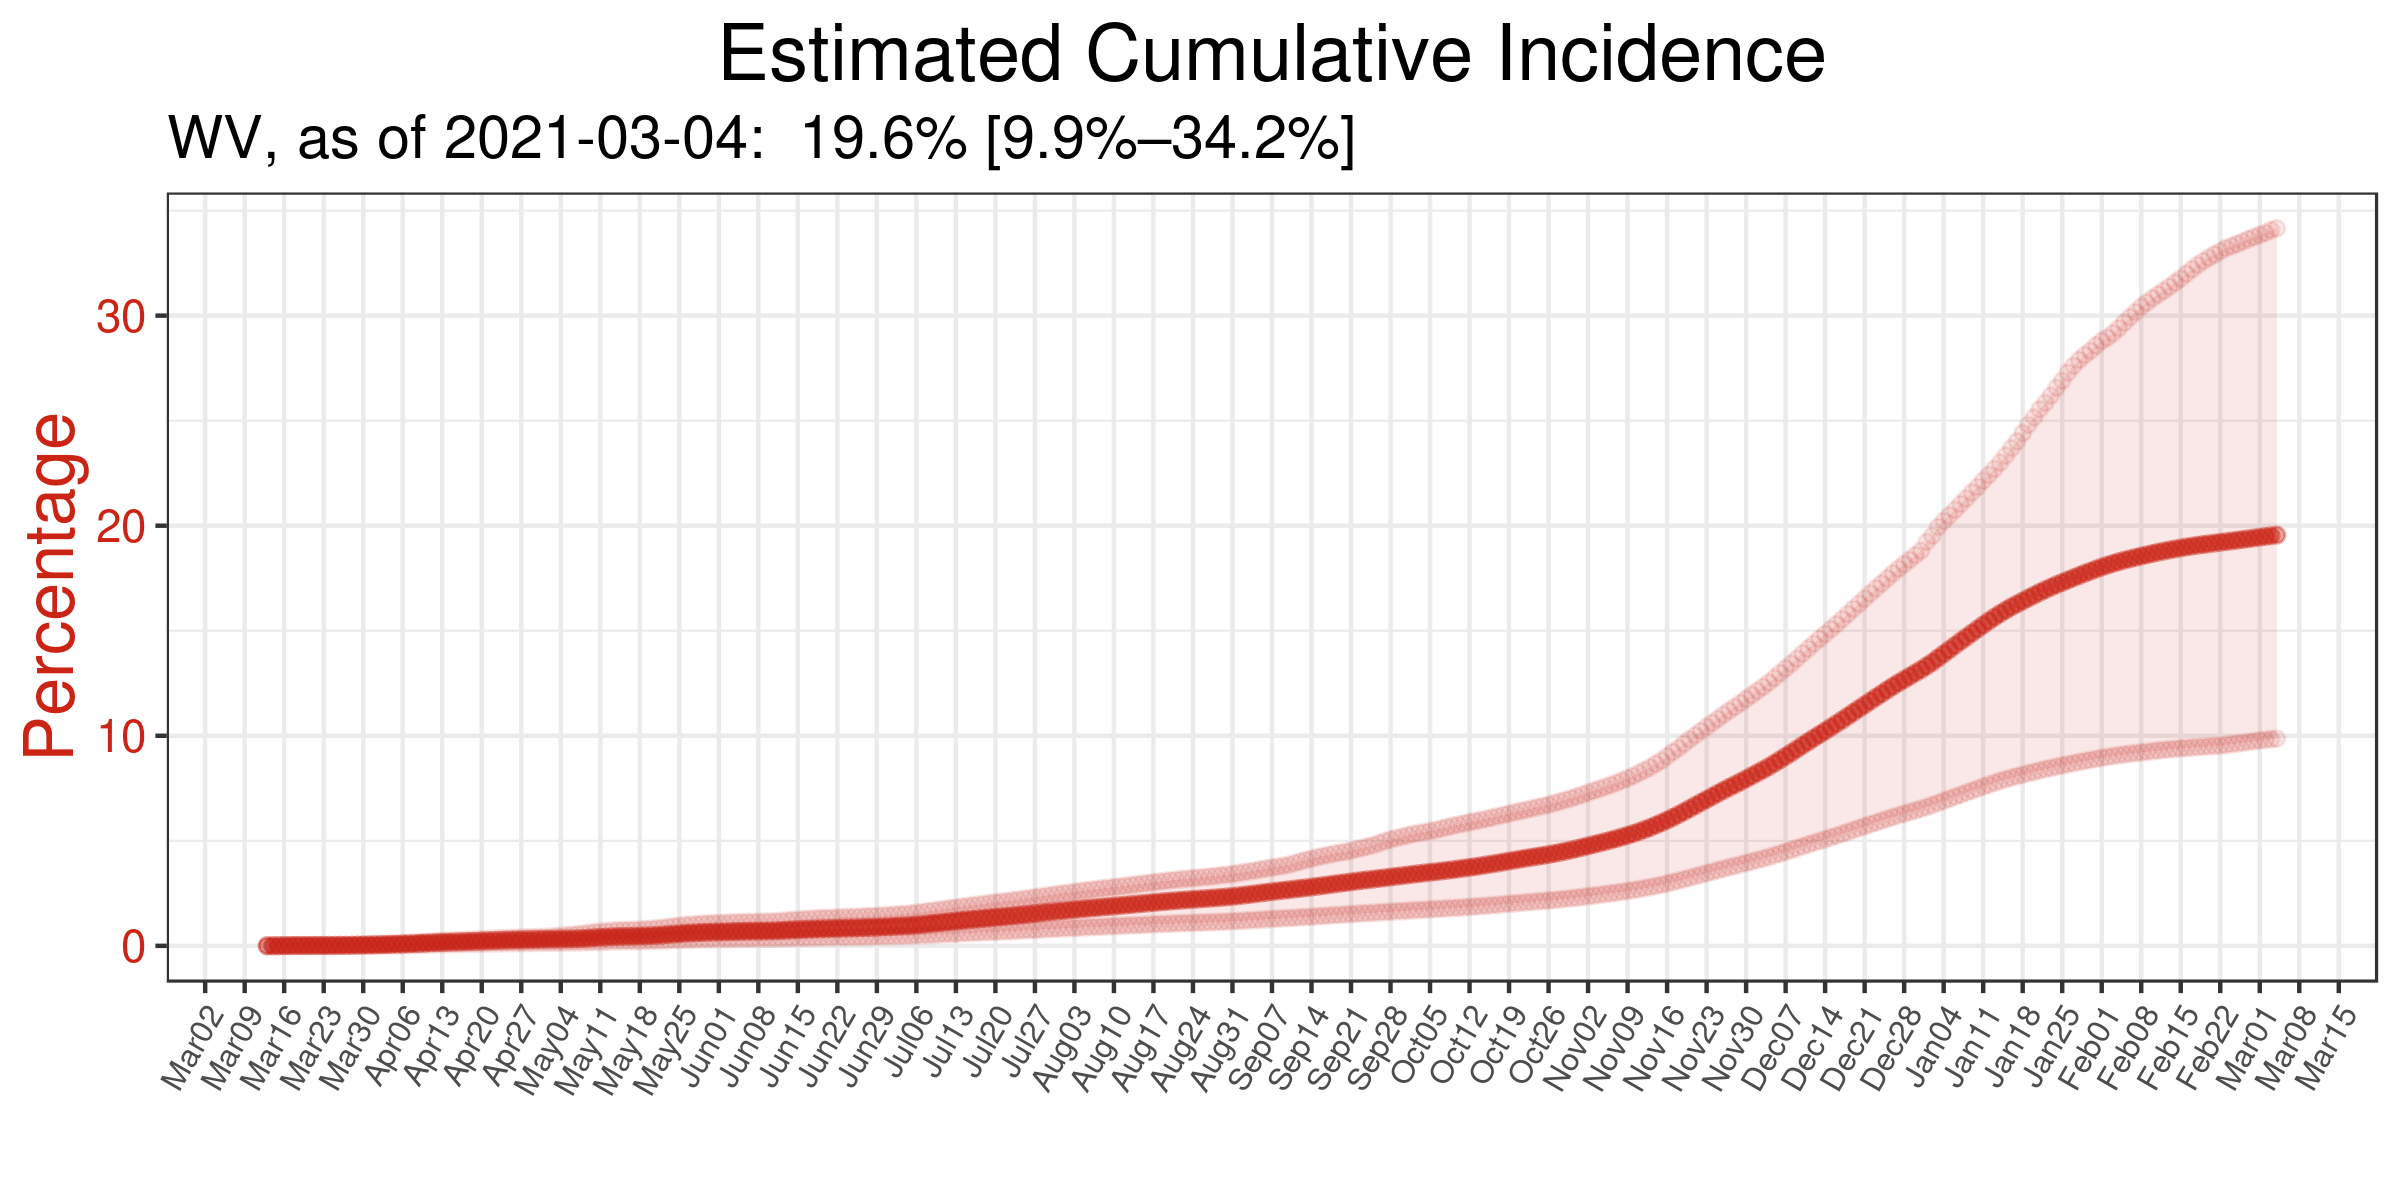 Estimated Cumulative Incidence
WV, as of 2021-03-04:  19.6% [9.9%–34.2%]
Percentage
30
20
10
0
Mar02
Mar09
Mar16
Mar23
Mar30
Apr06
Apr13
Apr20
Apr27
May04
May11
May18
May25
Jun01
Jun08
Jun15
Jun22
Jun29
Jul06
Jul13
Jul20
Jul27
Aug03
Aug10
Aug17
Aug24
Aug31
Sep07
Sep14
Sep21
Sep28
Oct05
Oct12
Oct19
Oct26
Nov02
Nov09
Nov16
Nov23
Nov30
Dec07
Dec14
Dec21
Dec28
Jan04
Jan11
Jan18
Jan25
Feb01
Feb08
Feb15
Feb22
Mar01
Mar08
Mar15